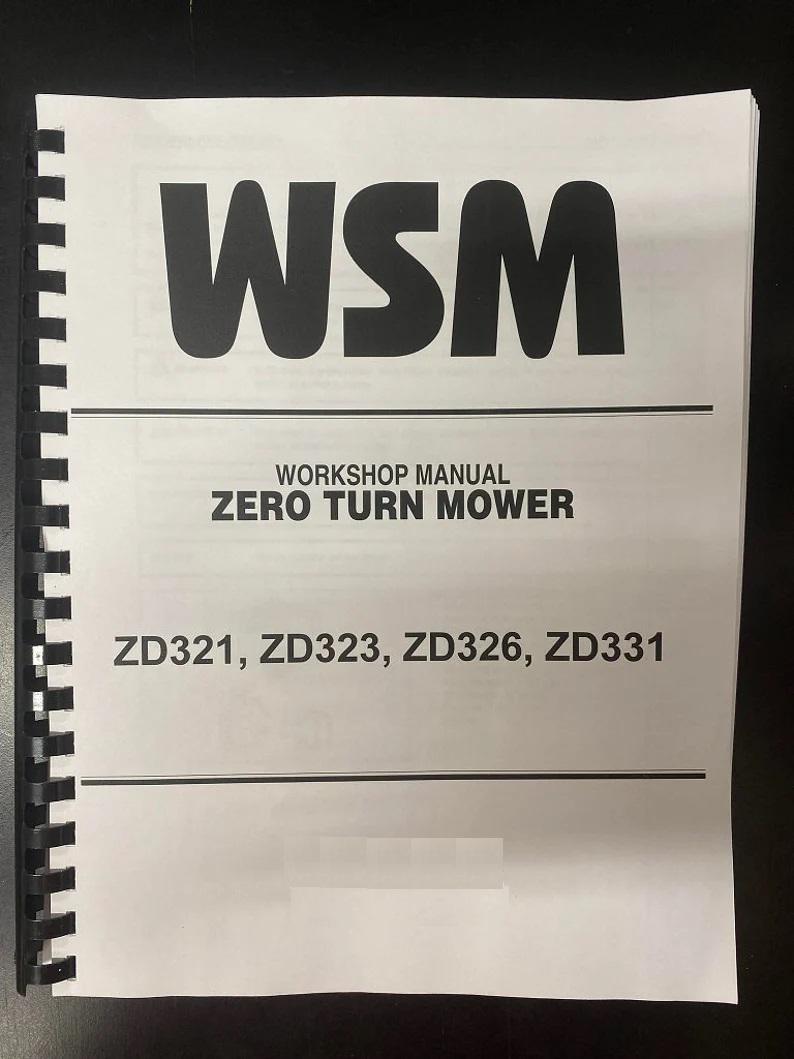 WSM
WORKSHOP MANUAL
ZERO TURN MOWER
ZD321, ZD323, ZD326, ZD331